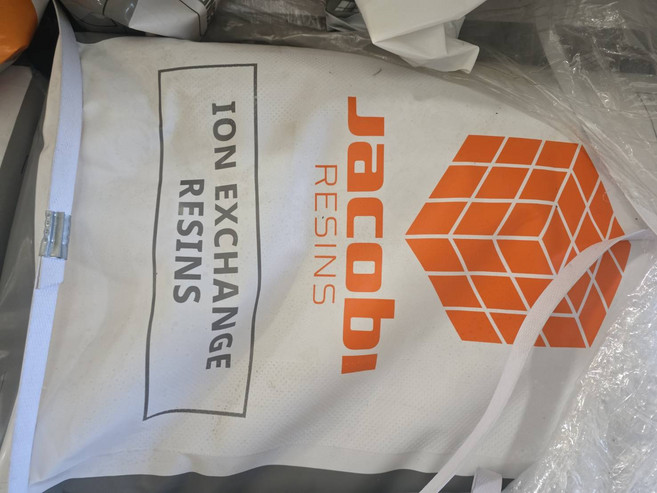 Jacobi
RESINS
ION EXCHANGE
RESINS